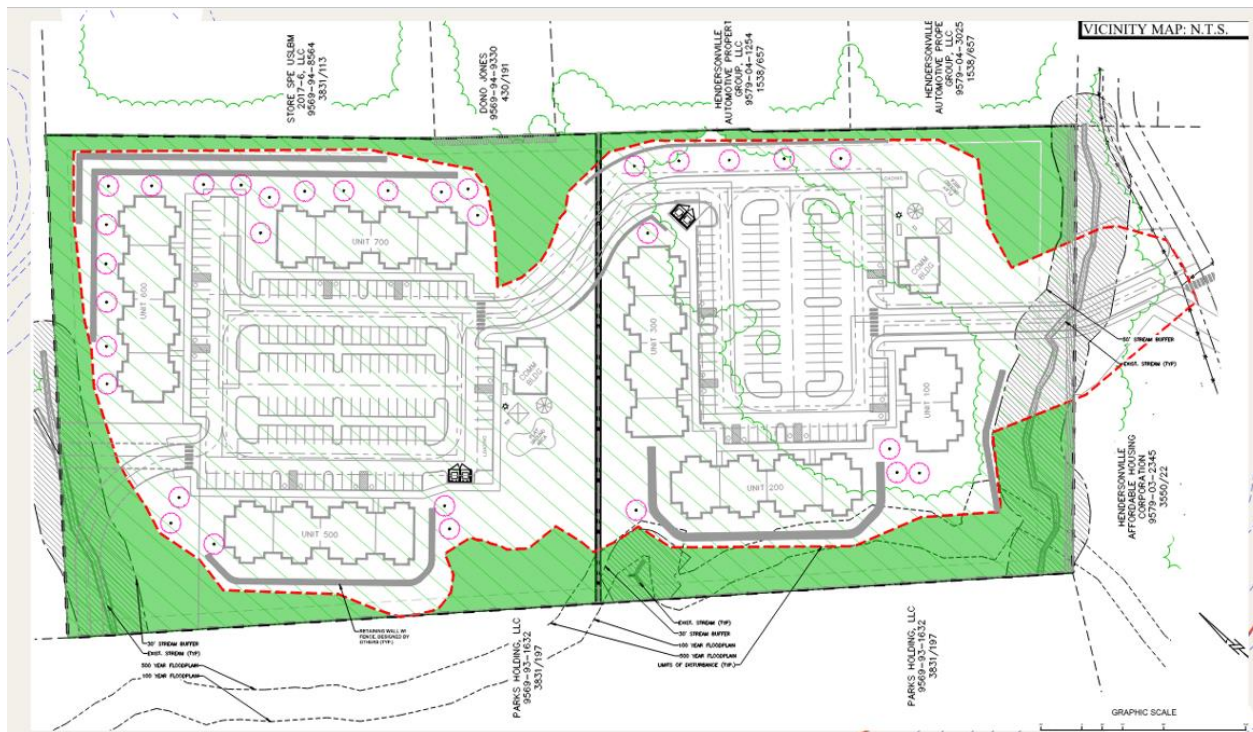 VICINITY MAP: N.T.S.
STORE SPE USLBM
2017-6, LLC
9569-94-8564
3831/113
DONO JONES
9569-94-9330
430/191
HENDERSONVILLE
AUTOMOTIVE PROPERT
GROUP, LLC
9579-04-1254
1538/657
HENDERSONVILLE
AUTOMOTIVE PROPE
GROUP, LLC
9579-04-3025
1538/657
UNIT 700
UNIT 600
COMM
BLDG
LOADING
PLAY
GROUND
AREA
UNIT 500
LOADING
COMM
BLDG
UNIT 300
UNIT 100
UNIT 200
30' STREAM BUFFER
EXIST. STREAM (TYP)
HENDERSONVILLE
AFFORDABLE HOUSING
CORPORATION
9579-03-2345
3550/22
RETAINING WALL W/
FENCE, DESIGNED BY
OTHERS (TYP.)
30' STREAM BUFFER
EXIST. STREAM (TYP)
500 YEAR FLOODPLAIN
100 YEAR FLOODPLAIN
PARKS HOLDING, LLC
9569-93-1632
3831/197
EXIST. STREAM (TYP)
30' STREAM BUFFER
100 YEAR FLOODPLAIN
500 YEAR FLOODPLAIN
LIMITS OF DISTURBANCE (TYP.)
PARKS HOLDING, LLC
9569-93-1632
3831/197
GRAPHIC SCALE